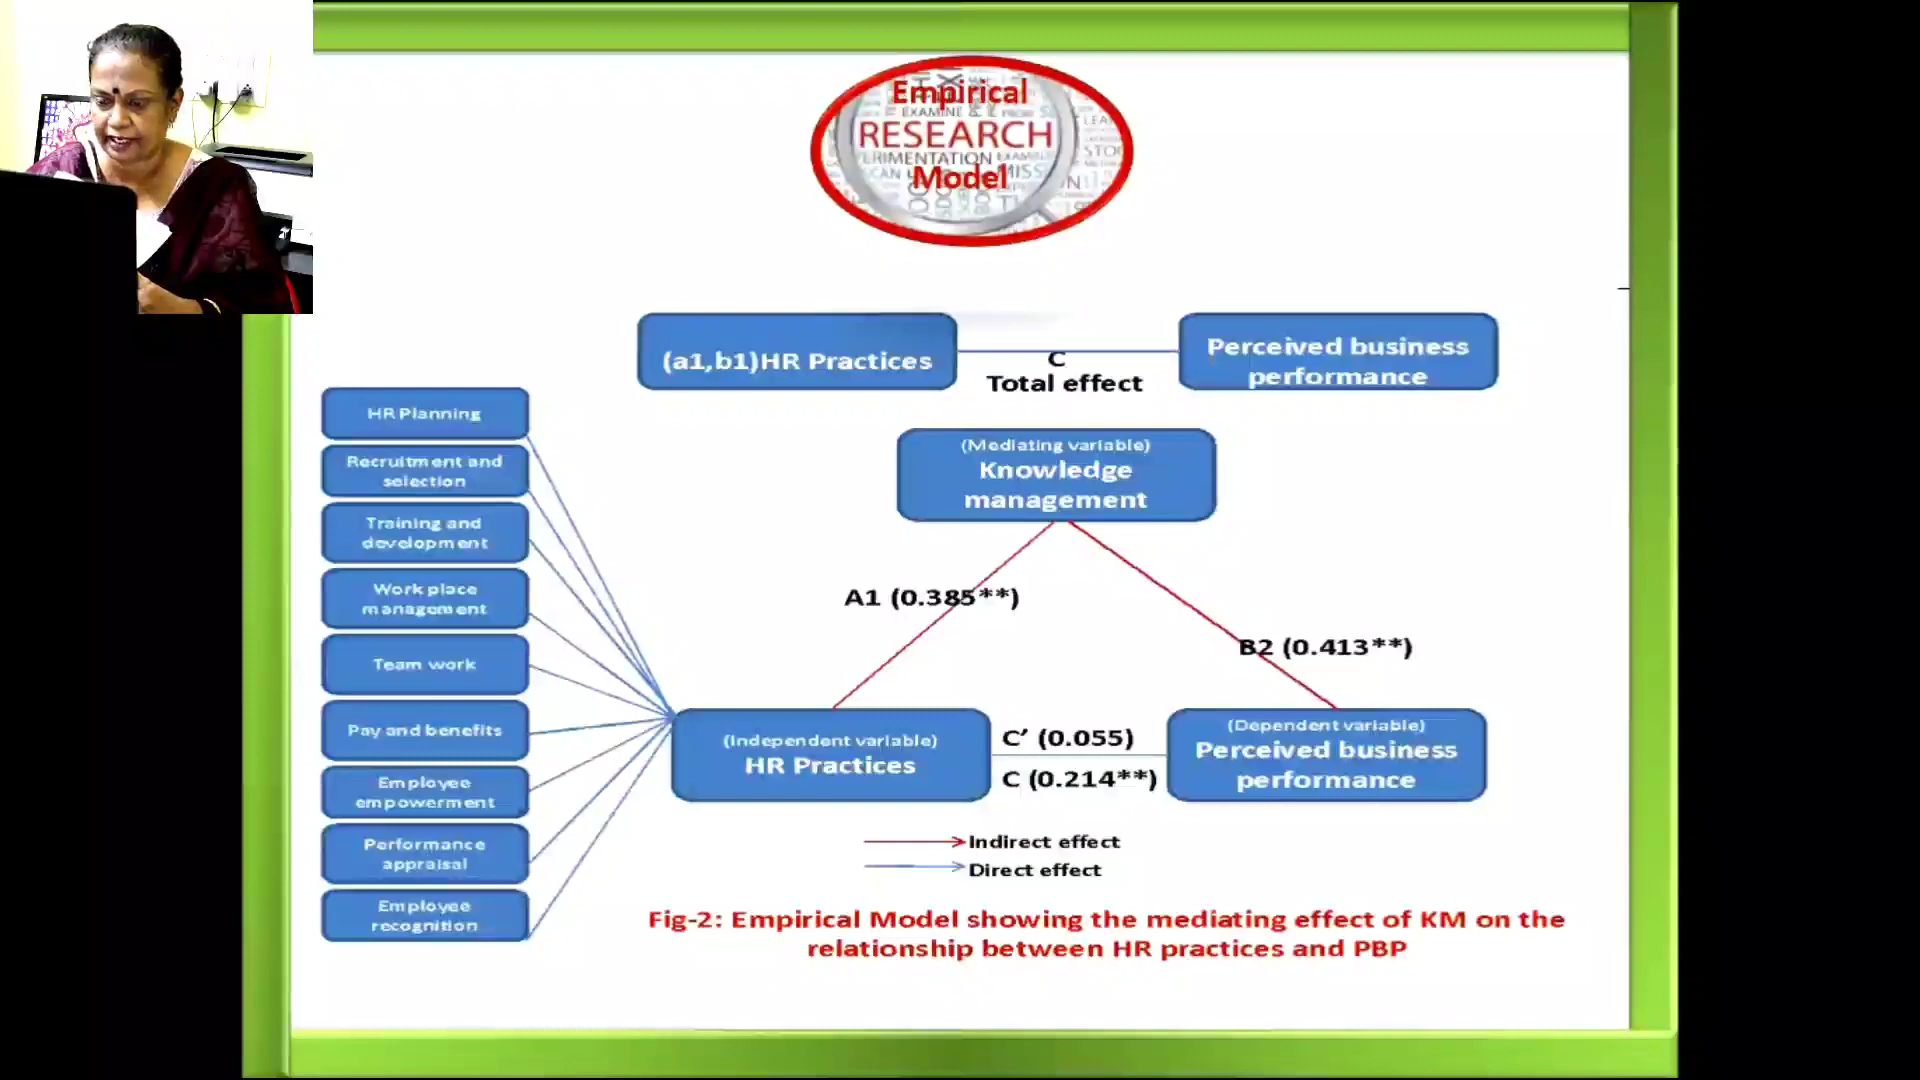 Empirical
EXAMINE
RESEARCH
Model
(a1,b1)HR Practices
C
Total effect
Perceived business
performance
HR Planning
Recruitment and
selection
Training and
development
Work place
management
Team work
Pay and benefits
Employee
empowerment
Performance
appraisal
Employee
recognition
(Mediating variable)
Knowledge
management
A1 (0.385**)
B2 (0.413**)
(Independent variable)
HR Practices
C’ (0.055)
C (0.214**)
(Dependent variable)
Perceived business
performance
Indirect effect
Direct effect
Fig-2: Empirical Model showing the mediating effect of KM on the
relationship between HR practices and PBP